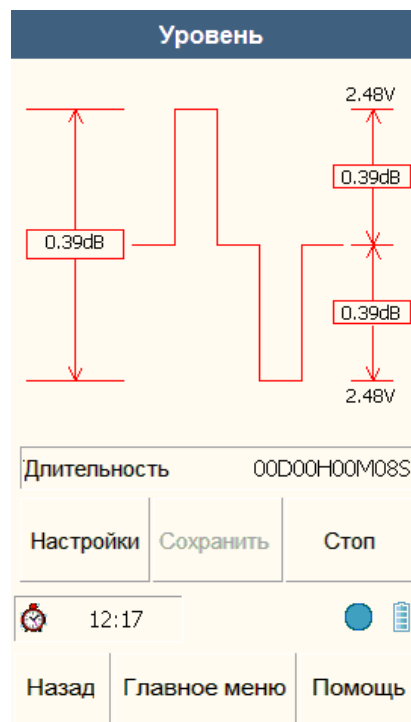 Уровень
2.48V
0.39dB
0.39dB
0.39dB
2.48V
Длительность 00D00H00M08S
Настройки Сохранить Стоп
12:17
Назад Главное меню Помощь